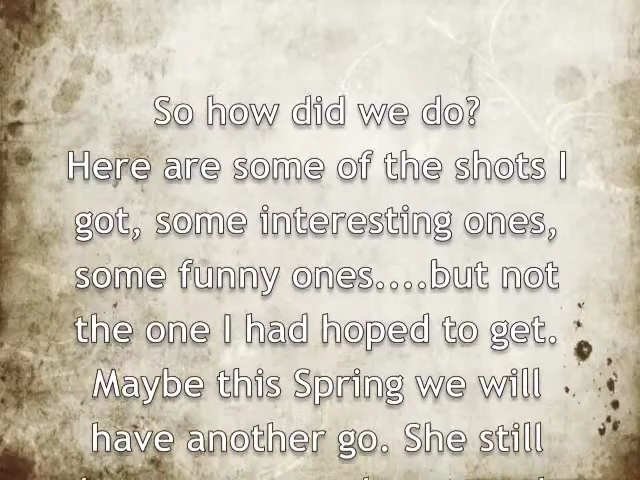 So how did we do?
Here are some of the shots I
got, some interesting ones,
some funny ones....but not
the one I had hoped to get.
Maybe this Spring we will
have another go. She still